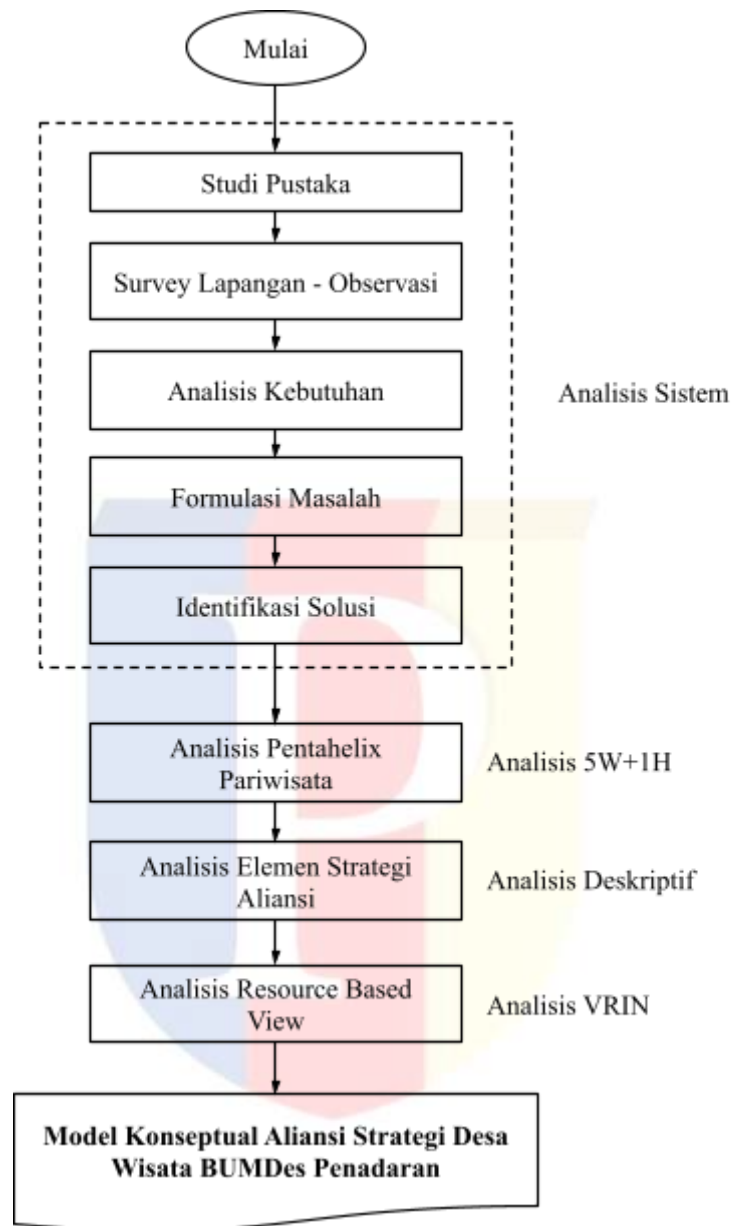 Mulai
Studi Pustaka
Survey Lapangan - Observasi
Analisis Kebutuhan
Analisis Sistem
Formulasi Masalah
Identifikasi Solusi
Analisis Pentahelix
Pariwisata
Analisis 5W+1H
Analisis Elemen Strategi
Aliansi
Analisis Deskriptif
Analisis Resource Based
View
Analisis VRIN
Model Konseptual Aliansi Strategi Desa
Wisata BUMDes Penadaran